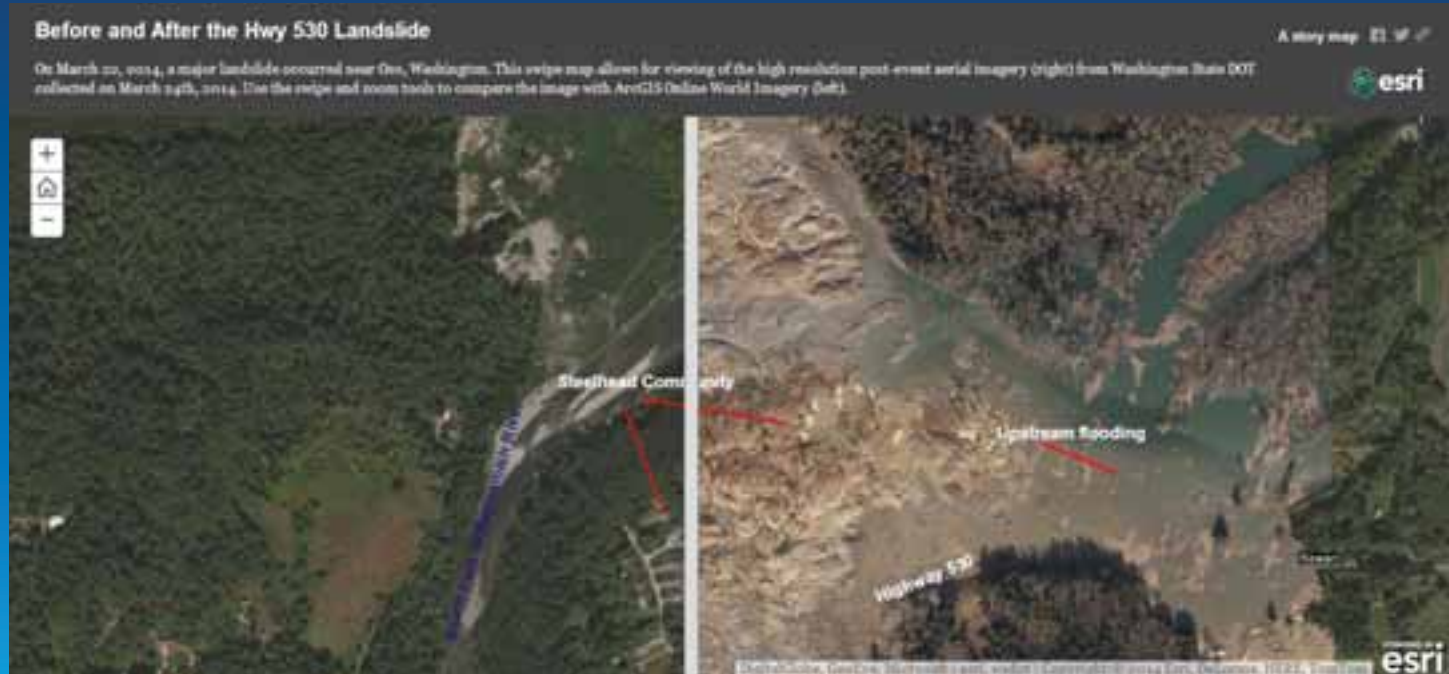 Before and After the Hwy 530 Landslide
A story map
On March 22, 2014, a major landslide occurred near Oso, Washington. This swipe map allows for viewing of the high resolution post-event aerial imagery (right) from Washington State DOT
collected on March 24th, 2014. Use the swipe and zoom tools to compare the image with ArcGIS Online World Imagery (left).
esri
+
−
Steelhead Community
Upstream flooding
Highway 530
POWERED BY
esri